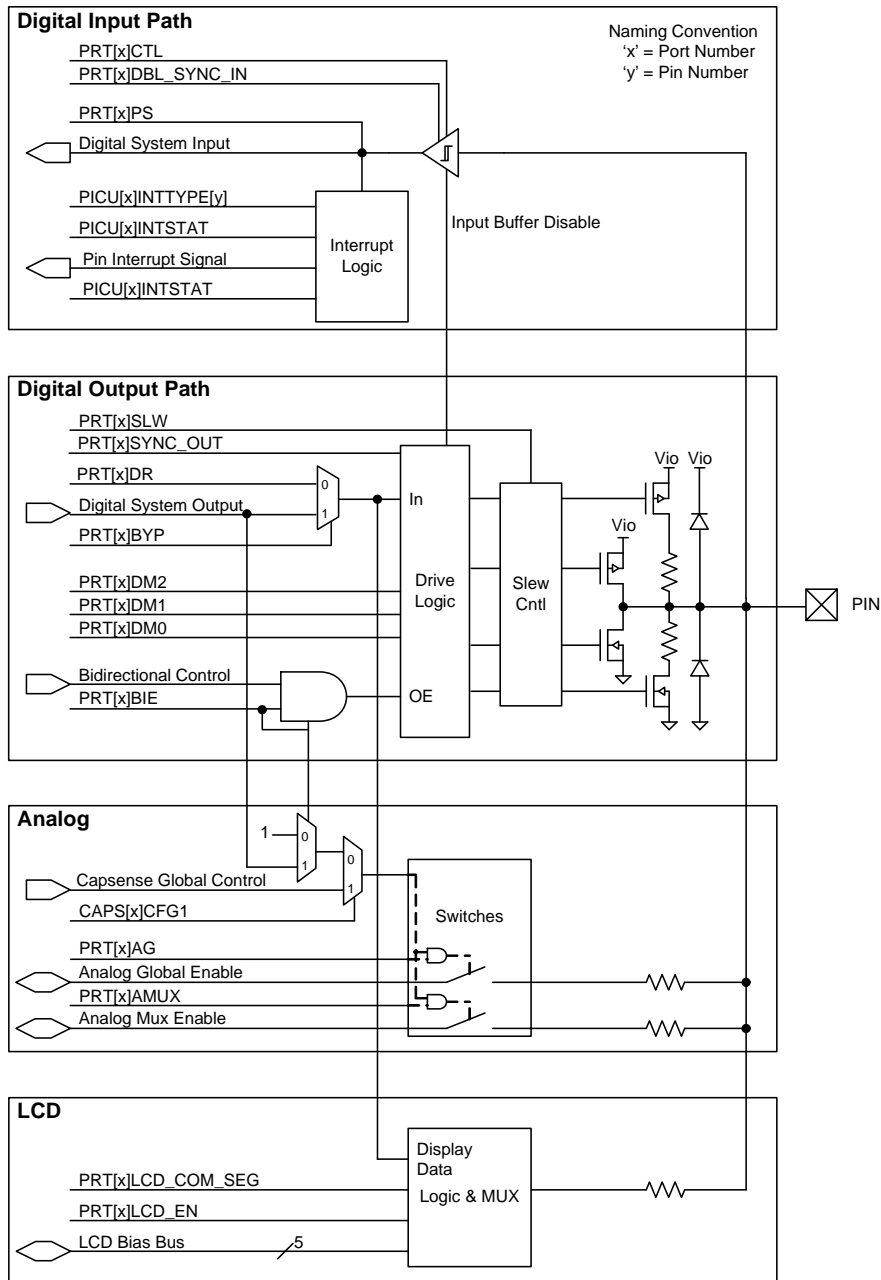 Digital Input Path
Naming Convention
'x' = Port Number
'y' = Pin Number
PRT[x]CTL
PRT[x]DBL_SYNC_IN
PRT[x]PS
Digital System Input
PICU[x]INTTYPE[y]
PICU[x]INTSTAT
Pin Interrupt Signal
PICU[x]INTSTAT
Interrupt
Logic
Input Buffer Disable
Digital Output Path
PRT[x]SLW
PRT[x]SYNC_OUT
PRT[x]DR
Digital System Output
PRT[x]BYP
0
1
In
Vio Vio
Vio
PRT[x]DM2
PRT[x]DM1
PRT[x]DM0
Drive
Logic
Slew
Cntl
PIN
Bidirectional Control
PRT[x]BIE
OE
Analog
1
0
1
0
1
Capsense Global Control
CAPS[x]CFG1
Switches
PRT[x]AG
Analog Global Enable
PRT[x]AMUX
Analog Mux Enable
LCD
Display
Data
Logic & MUX
PRT[x]LCD_COM_SEG
PRT[x]LCD_EN
LCD Bias Bus
5